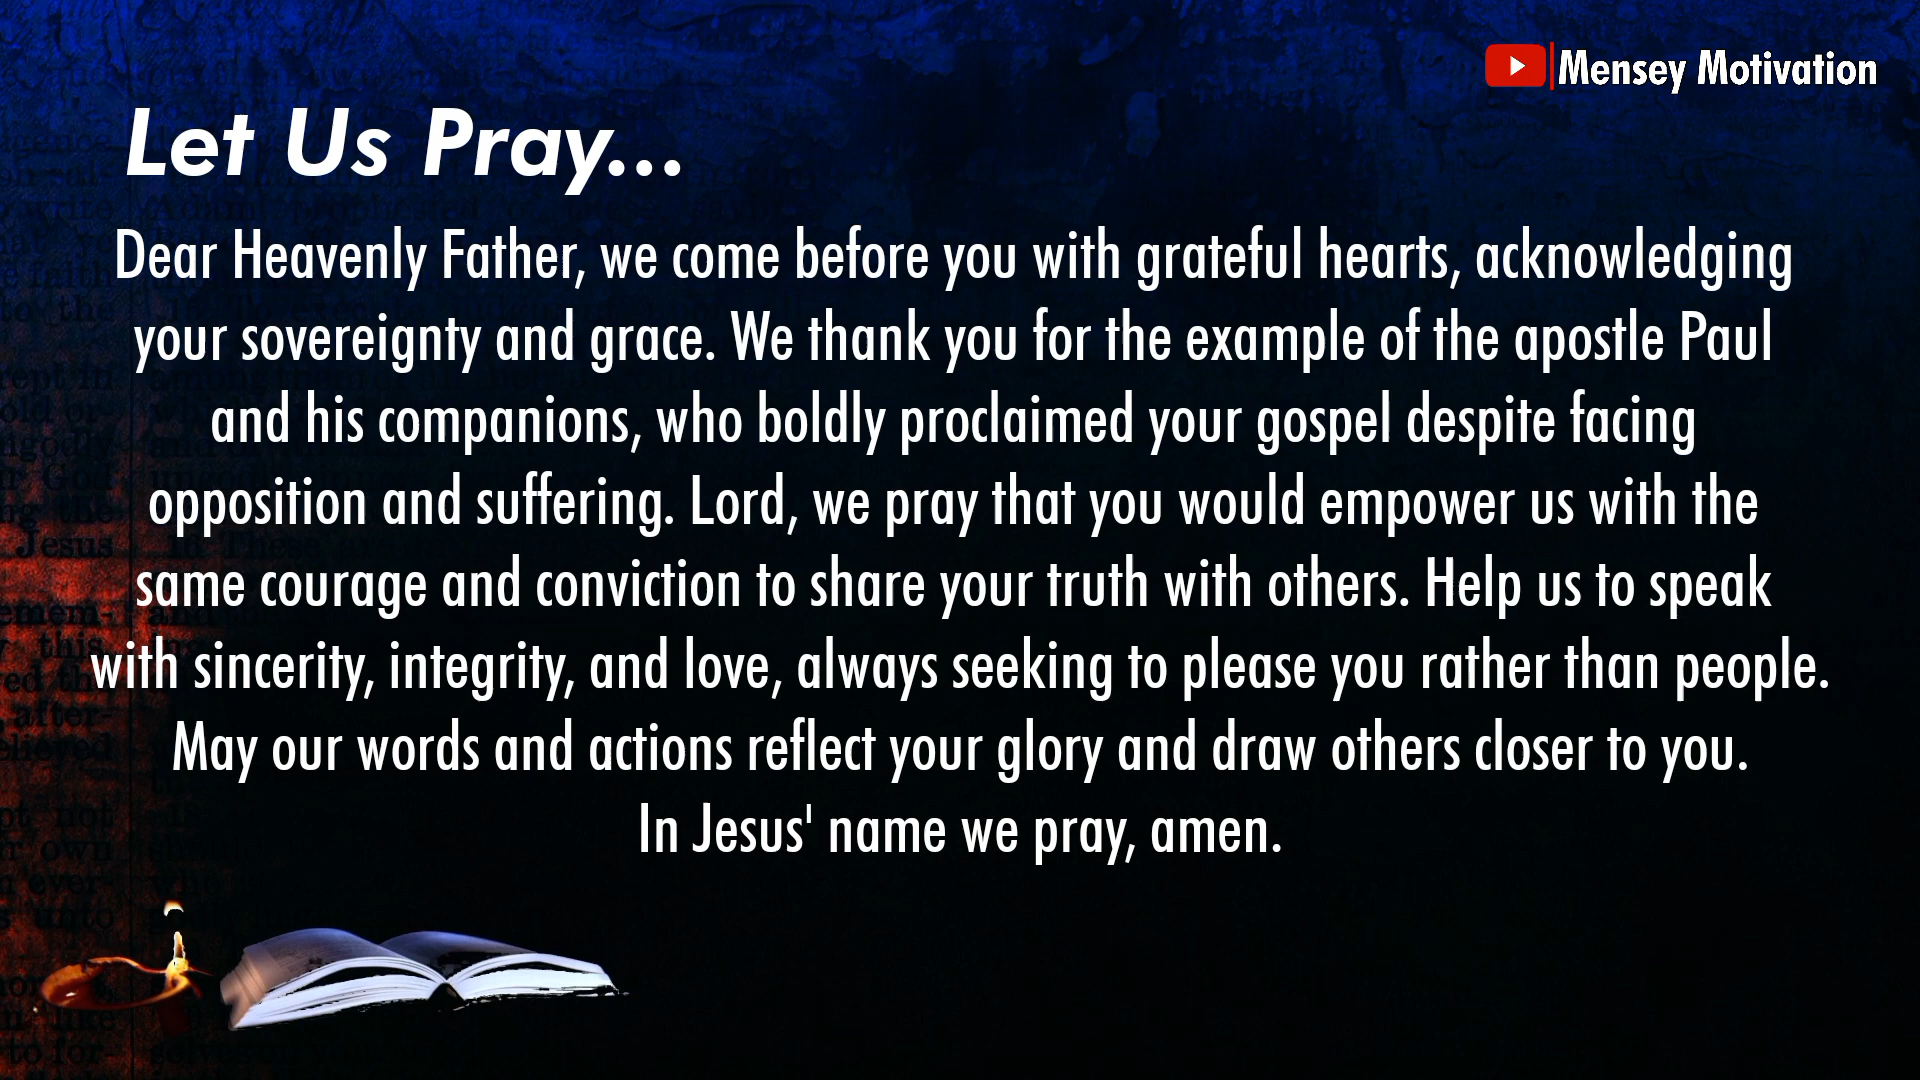 Mensey Motivation
Let Us Pray...
Dear Heavenly Father, we come before you with grateful hearts, acknowledging
your sovereignty and grace. We thank you for the example of the apostle Paul
and his companions, who boldly proclaimed your gospel despite facing
opposition and suffering. Lord, we pray that you would empower us with the
same courage and conviction to share your truth with others. Help us to speak
with sincerity, integrity, and love, always seeking to please you rather than people.
May our words and actions reflect your glory and draw others closer to you.
In Jesus' name we pray, amen.